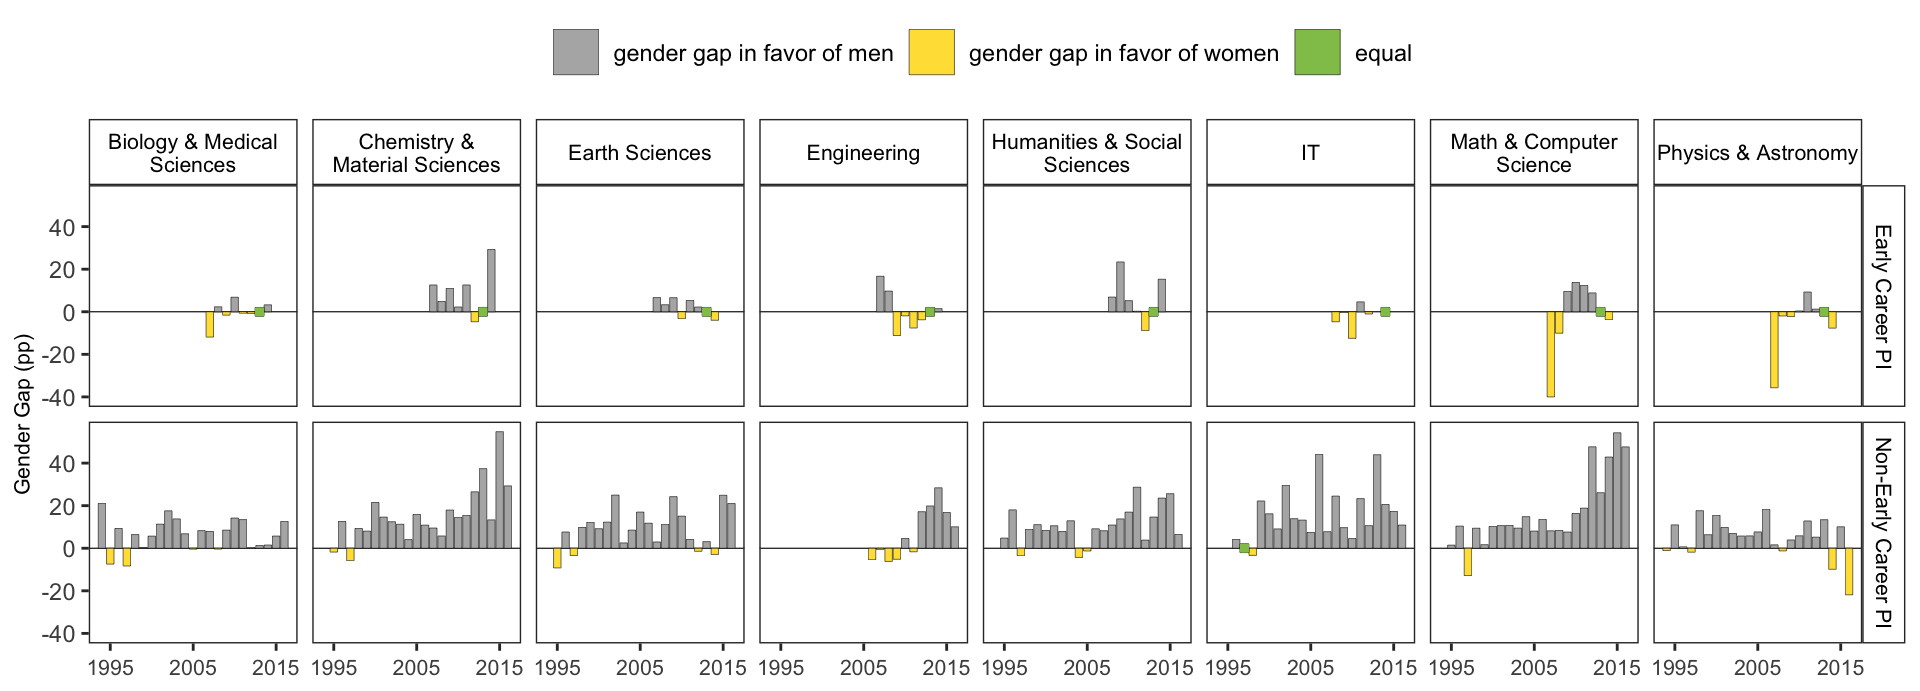 gender gap in favor of men gender gap in favor of women equal
Biology & Medical
Sciences
Chemistry &
Material Sciences
Earth Sciences
Engineering
Humanities & Social
Sciences
IT
Math & Computer
Science
Physics & Astronomy
Gender Gap (pp)
40
20
0
-20
-40
Early Career PI
40
20
0
-20
-40
Non-Early Career PI
1995 2005 2015 1995 2005 2015 1995 2005 2015 1995 2005 2015 1995 2005 2015 1995 2005 2015 1995 2005 2015 1995 2005 2015